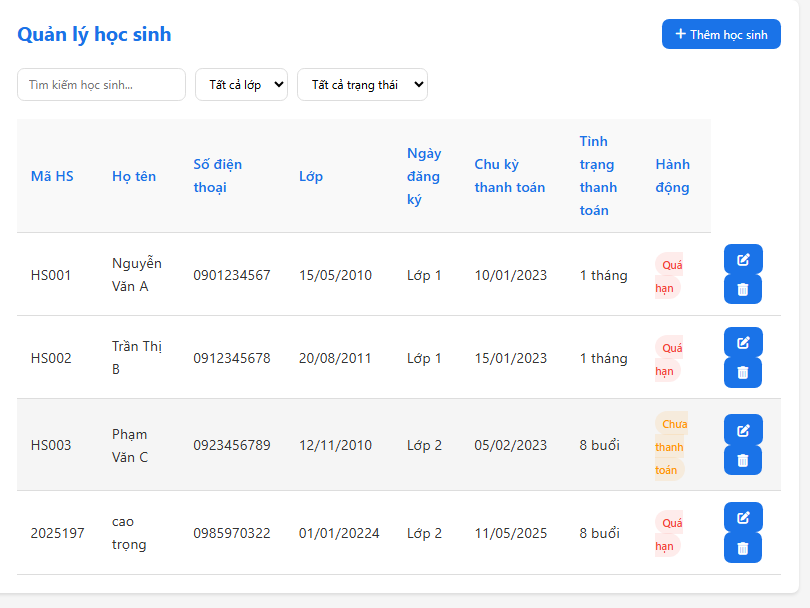 Quản lý học sinh
+ Thêm học sinh
Tìm kiếm học sinh...
Tất cả lớp
Tất cả trạng thái
Mã HS
Họ tên
Số điện
thoại
Lớp
Ngày
đăng
ký
Chu kỳ
thanh toán
Tình
trạng
thanh
toán
Hành
động
HS001
Nguyễn
Văn A
0901234567
15/05/2010
Lớp 1
10/01/2023
1 tháng
Quá
hạn
HS002
Trần Thị
B
0912345678
20/08/2011
Lớp 1
15/01/2023
1 tháng
Quá
hạn
HS003
Phạm
Văn C
0923456789
12/11/2010
Lớp 2
05/02/2023
8 buổi
Chưa
thanh
toán
2025197
cao
trọng
0985970322
01/01/20224
Lớp 2
11/05/2025
8 buổi
Quá
hạn